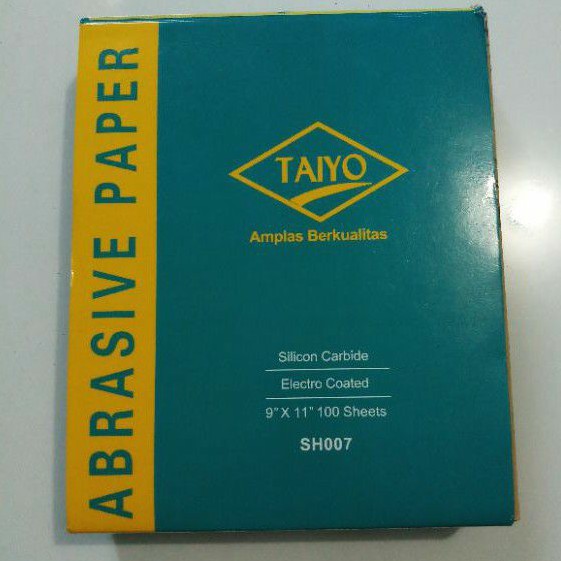 ABRASIVE PAPER
TAIYO
Amplas Berkualitas
Silicon Carbide
Electro Coated
9" X 11" 100 Sheets
SH007